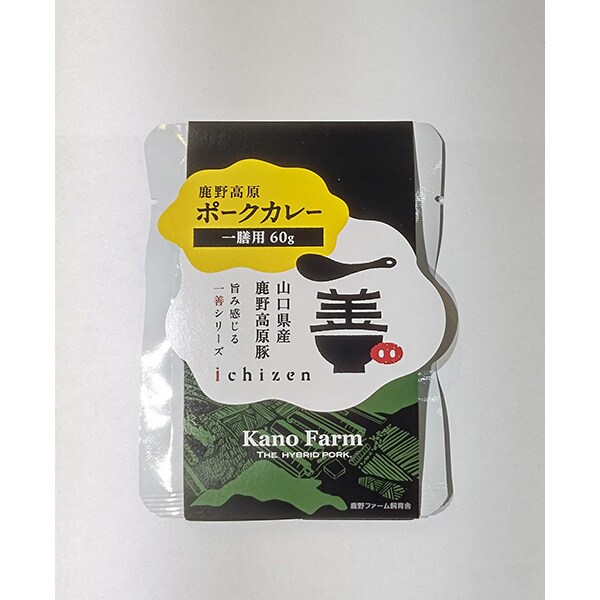 鹿野高原
ポークカレー
一膳用 60g
一善
山口県産
鹿野高原豚
旨み感じる
一善シリーズ
ichizen
Kano Farm
THE HYBRID PORK.
鹿野ファーム飼育舎